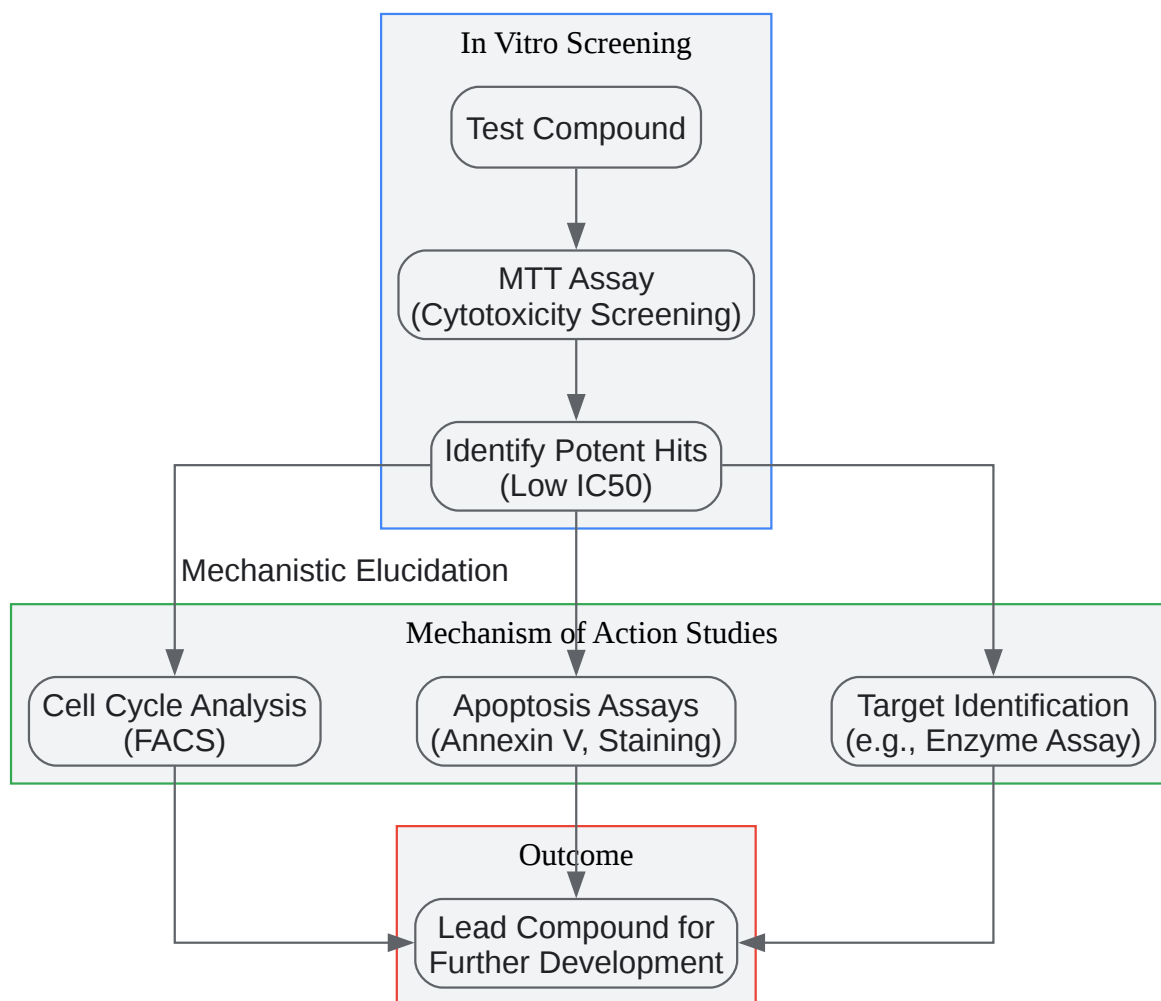 In Vitro Screening
Test Compound
MTT Assay
(Cytotoxicity Screening)
Identify Potent Hits
(Low IC50)
Mechanistic Elucidation
Mechanism of Action Studies
Cell Cycle Analysis
(FACS)
Apoptosis Assays
(Annexin V, Staining)
Target Identification
(e.g., Enzyme Assay)
Outcome
Lead Compound for
Further Development